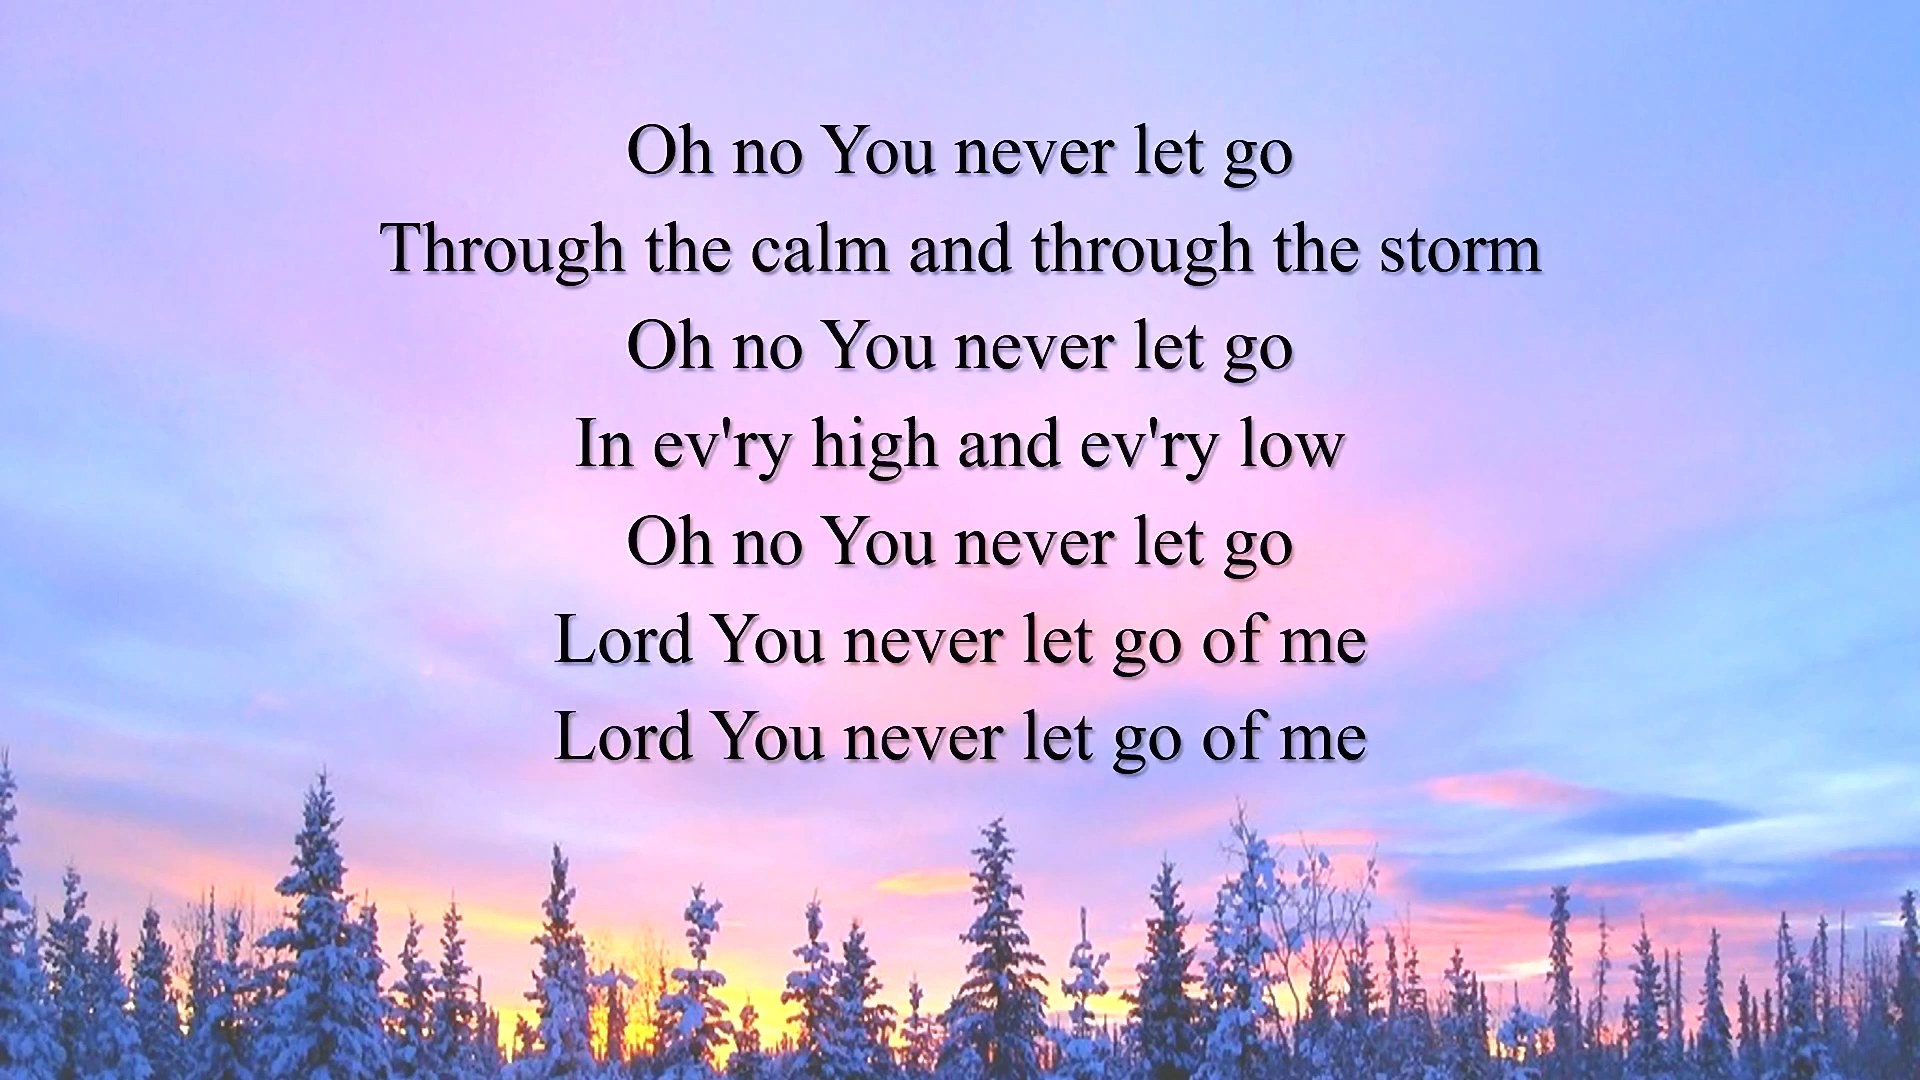 Oh no You never let go
Through the calm and through the storm
Oh no You never let go
In ev'ry high and ev'ry low
Oh no You never let go
Lord You never let go of me
Lord You never let go of me